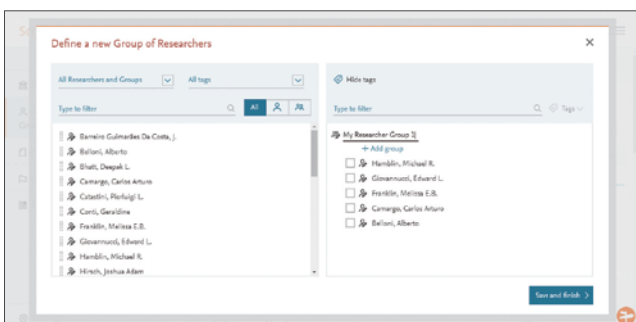 Define a new Group of Researchers
All Researchers and Groups
All tags
Type to filter
All
Barreiro Guimarães Da Costa, J.
Belloni, Alberto
Bhatt, Deepak L.
Camargo, Carlos Arturo
Catastini, Pierluigi L.
Conti, Geraldine
Franklin, Melissa E.B.
Giovannucci, Edward L.
Hamblin, Michael R.
Hirsch, Joshua Adam
Hide tags
Type to filter
Tags
My Researcher Group 1
+ Add group
Hamblin, Michael R.
Giovannucci, Edward L.
Franklin, Melissa E.B.
Camargo, Carlos Arturo
Belloni, Alberto
Save and finish >